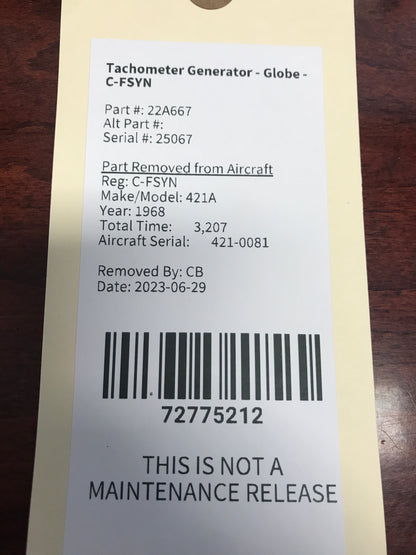 Tachometer Generator - Globe -
C-FSYN
Part #: 22A667
Alt Part #:
Serial #: 25067
Part Removed from Aircraft
Reg: C-FSYN
Make/Model: 421A
Year: 1968
Total Time: 3,207
Aircraft Serial: 421-0081
Removed By: CB
Date: 2023-06-29
72775212
THIS IS NOT A
MAINTENANCE RELEASE